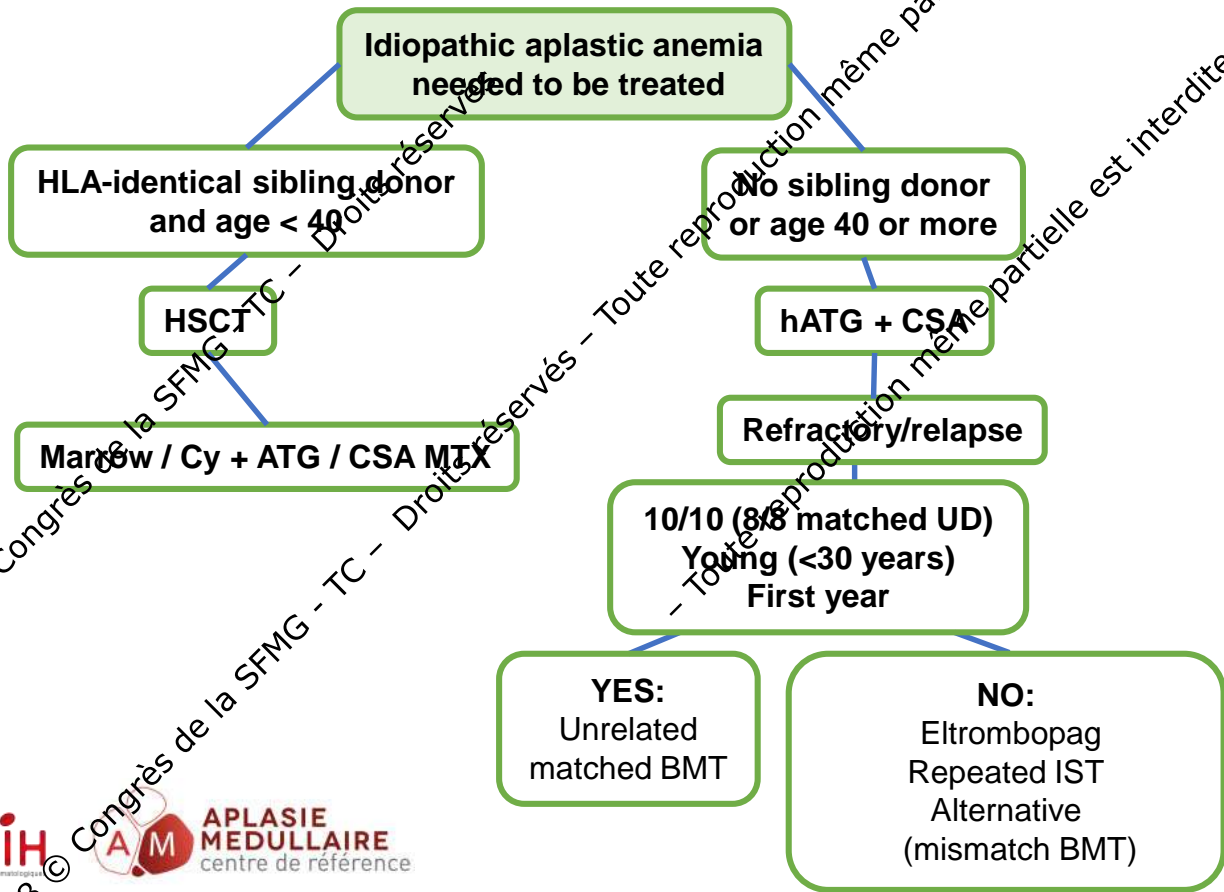 Idiopathic aplastic anemia
needed to be treated
HLA-identical sibling donor
and age < 40
No sibling donor
or age 40 or more
HSCT
hATG + CSA
Marrow / Cy + ATG / CSA MTX
Refractory/relapse
10/10 (8/8 matched UD)
Young (<30 years)
First year
YES:
Unrelated
matched BMT
NO:
Eltrombopag
Repeated IST
Alternative
(mismatch BMT)
Congrès de la SFMG - TC – Droits réservés
© Congrès de la SFMG - TC – Droits réservés – Toute reproduction même
– Toute reproduction même partielle est interdite
iH
A M
APLASIE
MEDULLAIRE
centre de référence